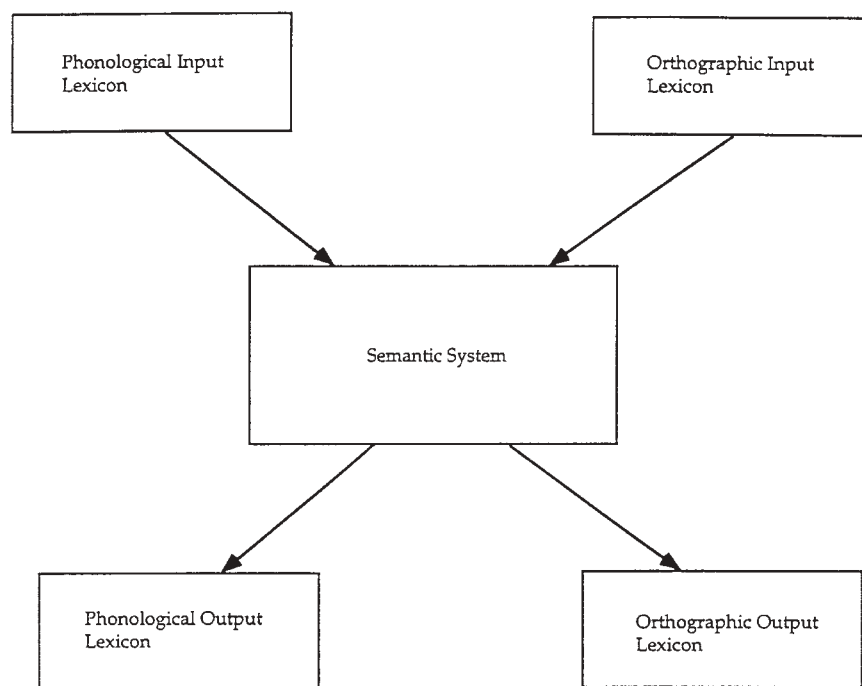 Phonological Input
Lexicon
Orthographic Input
Lexicon
Semantic System
Phonological Output
Lexicon
Orthographic Output
Lexicon